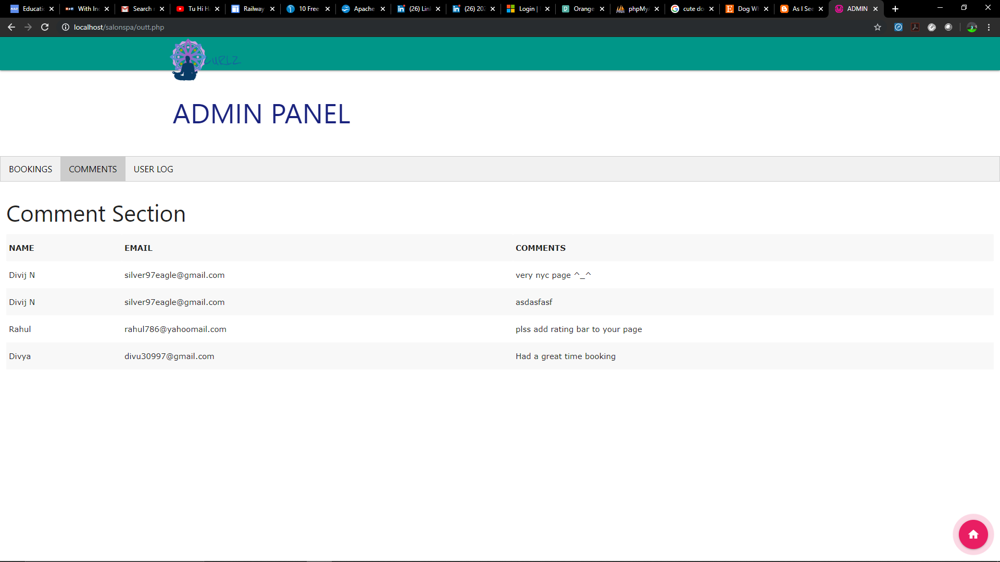 Educati With Inc Search Tu Hi H Railway 10 Free Apache (26) Lin (26) 202 Login | Orange phpMyA cute do Dog Wh As I See ADMIN
localhost/salonspa/outt.php
CURLZ
ADMIN PANEL
BOOKINGS COMMENTS USER LOG
Comment Section
NAME EMAIL COMMENTS
Divij N silver97eagle@gmail.com very nyc page ^_^
Divij N silver97eagle@gmail.com asdasfasf
Rahul rahul786@yahoomail.com plss add rating bar to your page
Divya divu30997@gmail.com Had a great time booking